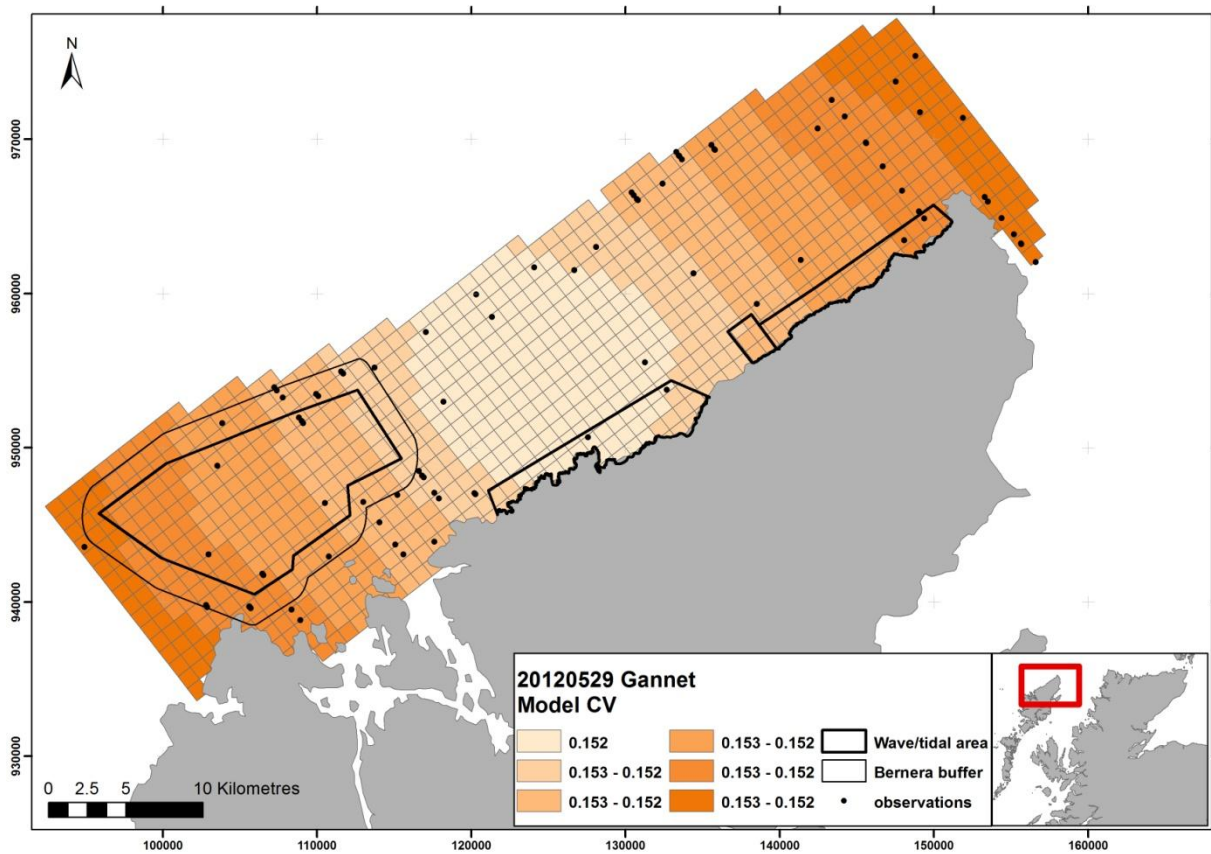 N
970000
960000
950000
940000
930000
20120529 Gannet
Model CV
0.152
0.153 - 0.152
0.153 - 0.152
0.153 - 0.152
0.153 - 0.152
0.153 - 0.152
Wave/tidal area
Bernera buffer
observations
0 2.5 5 10 Kilometres
100000 110000 120000 130000 140000 150000 160000